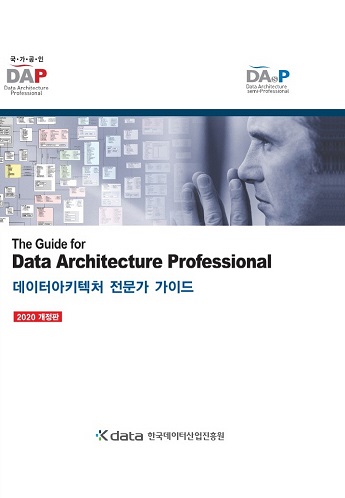 국가공인
DAP
Data Architecture
Professional
DAsP
Data Architecture
semi-Professional
The Guide for
Data Architecture Professional
데이터아키텍처 전문가 가이드
2020 개정판
Kdata 한국데이터산업진흥원